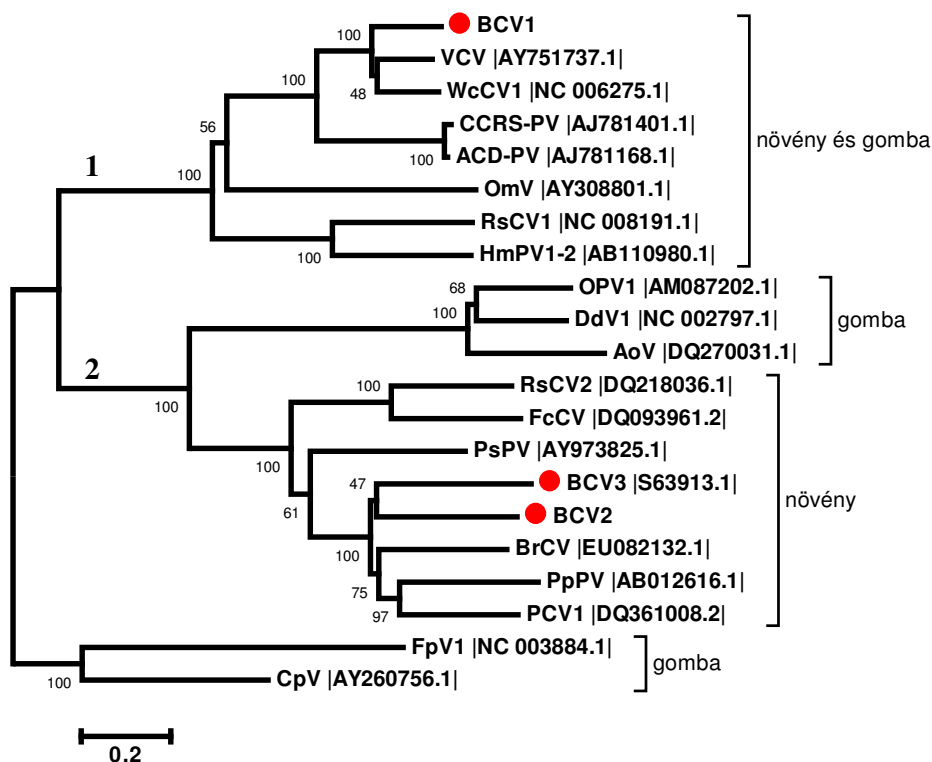 100
BCV1
VCV |AY751737.1|
100
48
WcCV1 |NC 006275.1|
56
CCRS-PV |AJ781401.1|
növény és gomba
1
100
100
ACD-PV |AJ781168.1|
OmV |AY308801.1|
RsCV1 |NC 008191.1|
100
HmPV1-2 |AB110980.1|
68
OPV1 |AM087202.1|
100
DdV1 |NC 002797.1|
gomba
AoV |DQ270031.1|
2
100
100
RsCV2 |DQ218036.1|
FcCV |DQ093961.2|
100
PsPV |AY973825.1|
47
BCV3 |S63913.1|
növény
61
BCV2
100
BrCV |EU082132.1|
75
PpPV |AB012616.1|
97
PCV1 |DQ361008.2|
FpV1 |NC 003884.1|
gomba
100
CpV |AY260756.1|
0.2